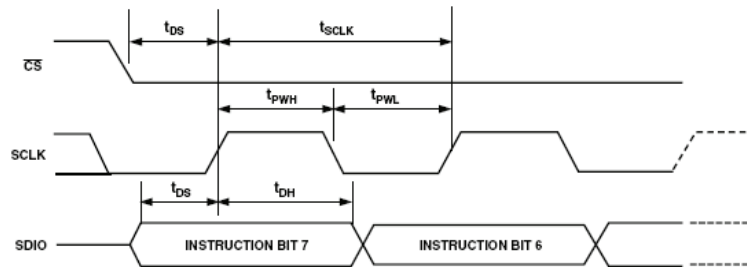 tDS tSCLK
CS
tPWH tPWL
SCLK
tDS tDH
SDIO INSTRUCTION BIT 7 INSTRUCTION BIT 6